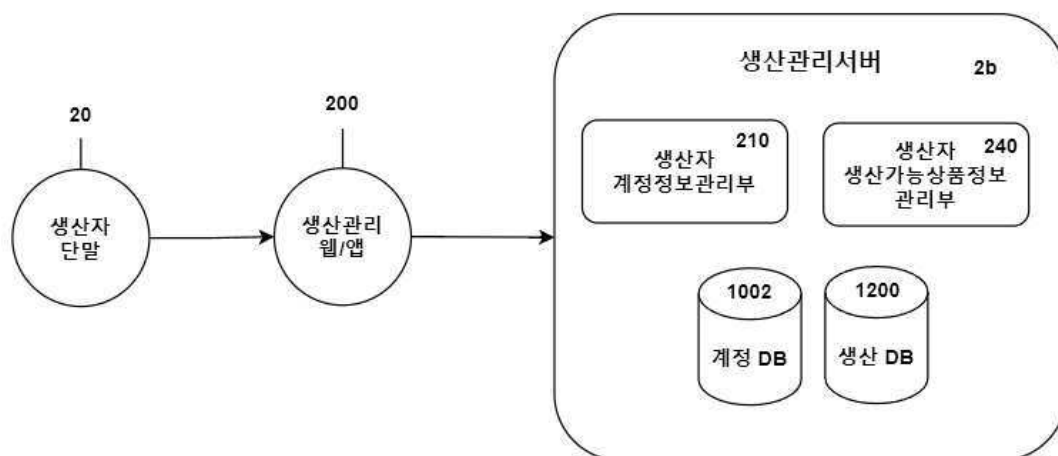 20
생산자
단말
200
생산관리
웹/앱
생산관리서버
2b
210
생산자
계정정보관리부
240
생산자
생산가능상품정보
관리부
1002
계정 DB
1200
생산 DB